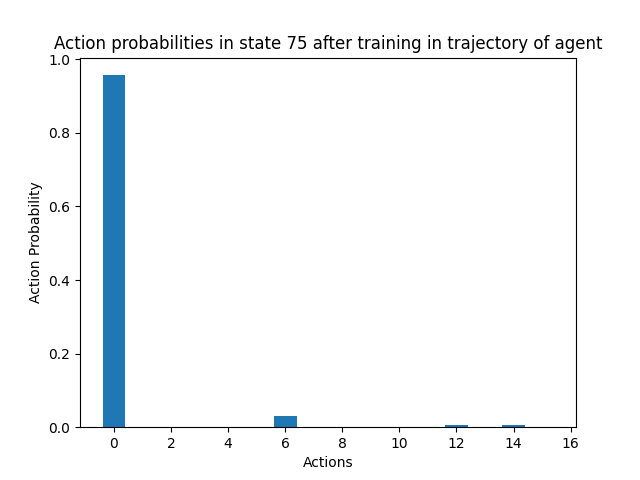 Action probabilities in state 75 after training in trajectory of agent
1.0
0.8
0.6
0.4
0.2
0.0
Action Probability
0 2 4 6 8 10 12 14 16
Actions